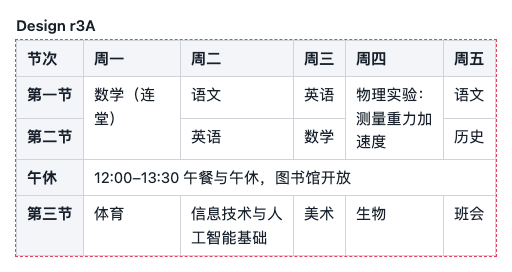 Design r3A
节次 周一 周二 周三 周四 周五
第一节 数学（连堂） 语文 英语 物理实验：测量重力加速度 语文
第二节 英语 数学 历史
午休 12:00–13:30 午餐与午休，图书馆开放
第三节 体育 信息技术与人工智能基础 美术 生物 班会